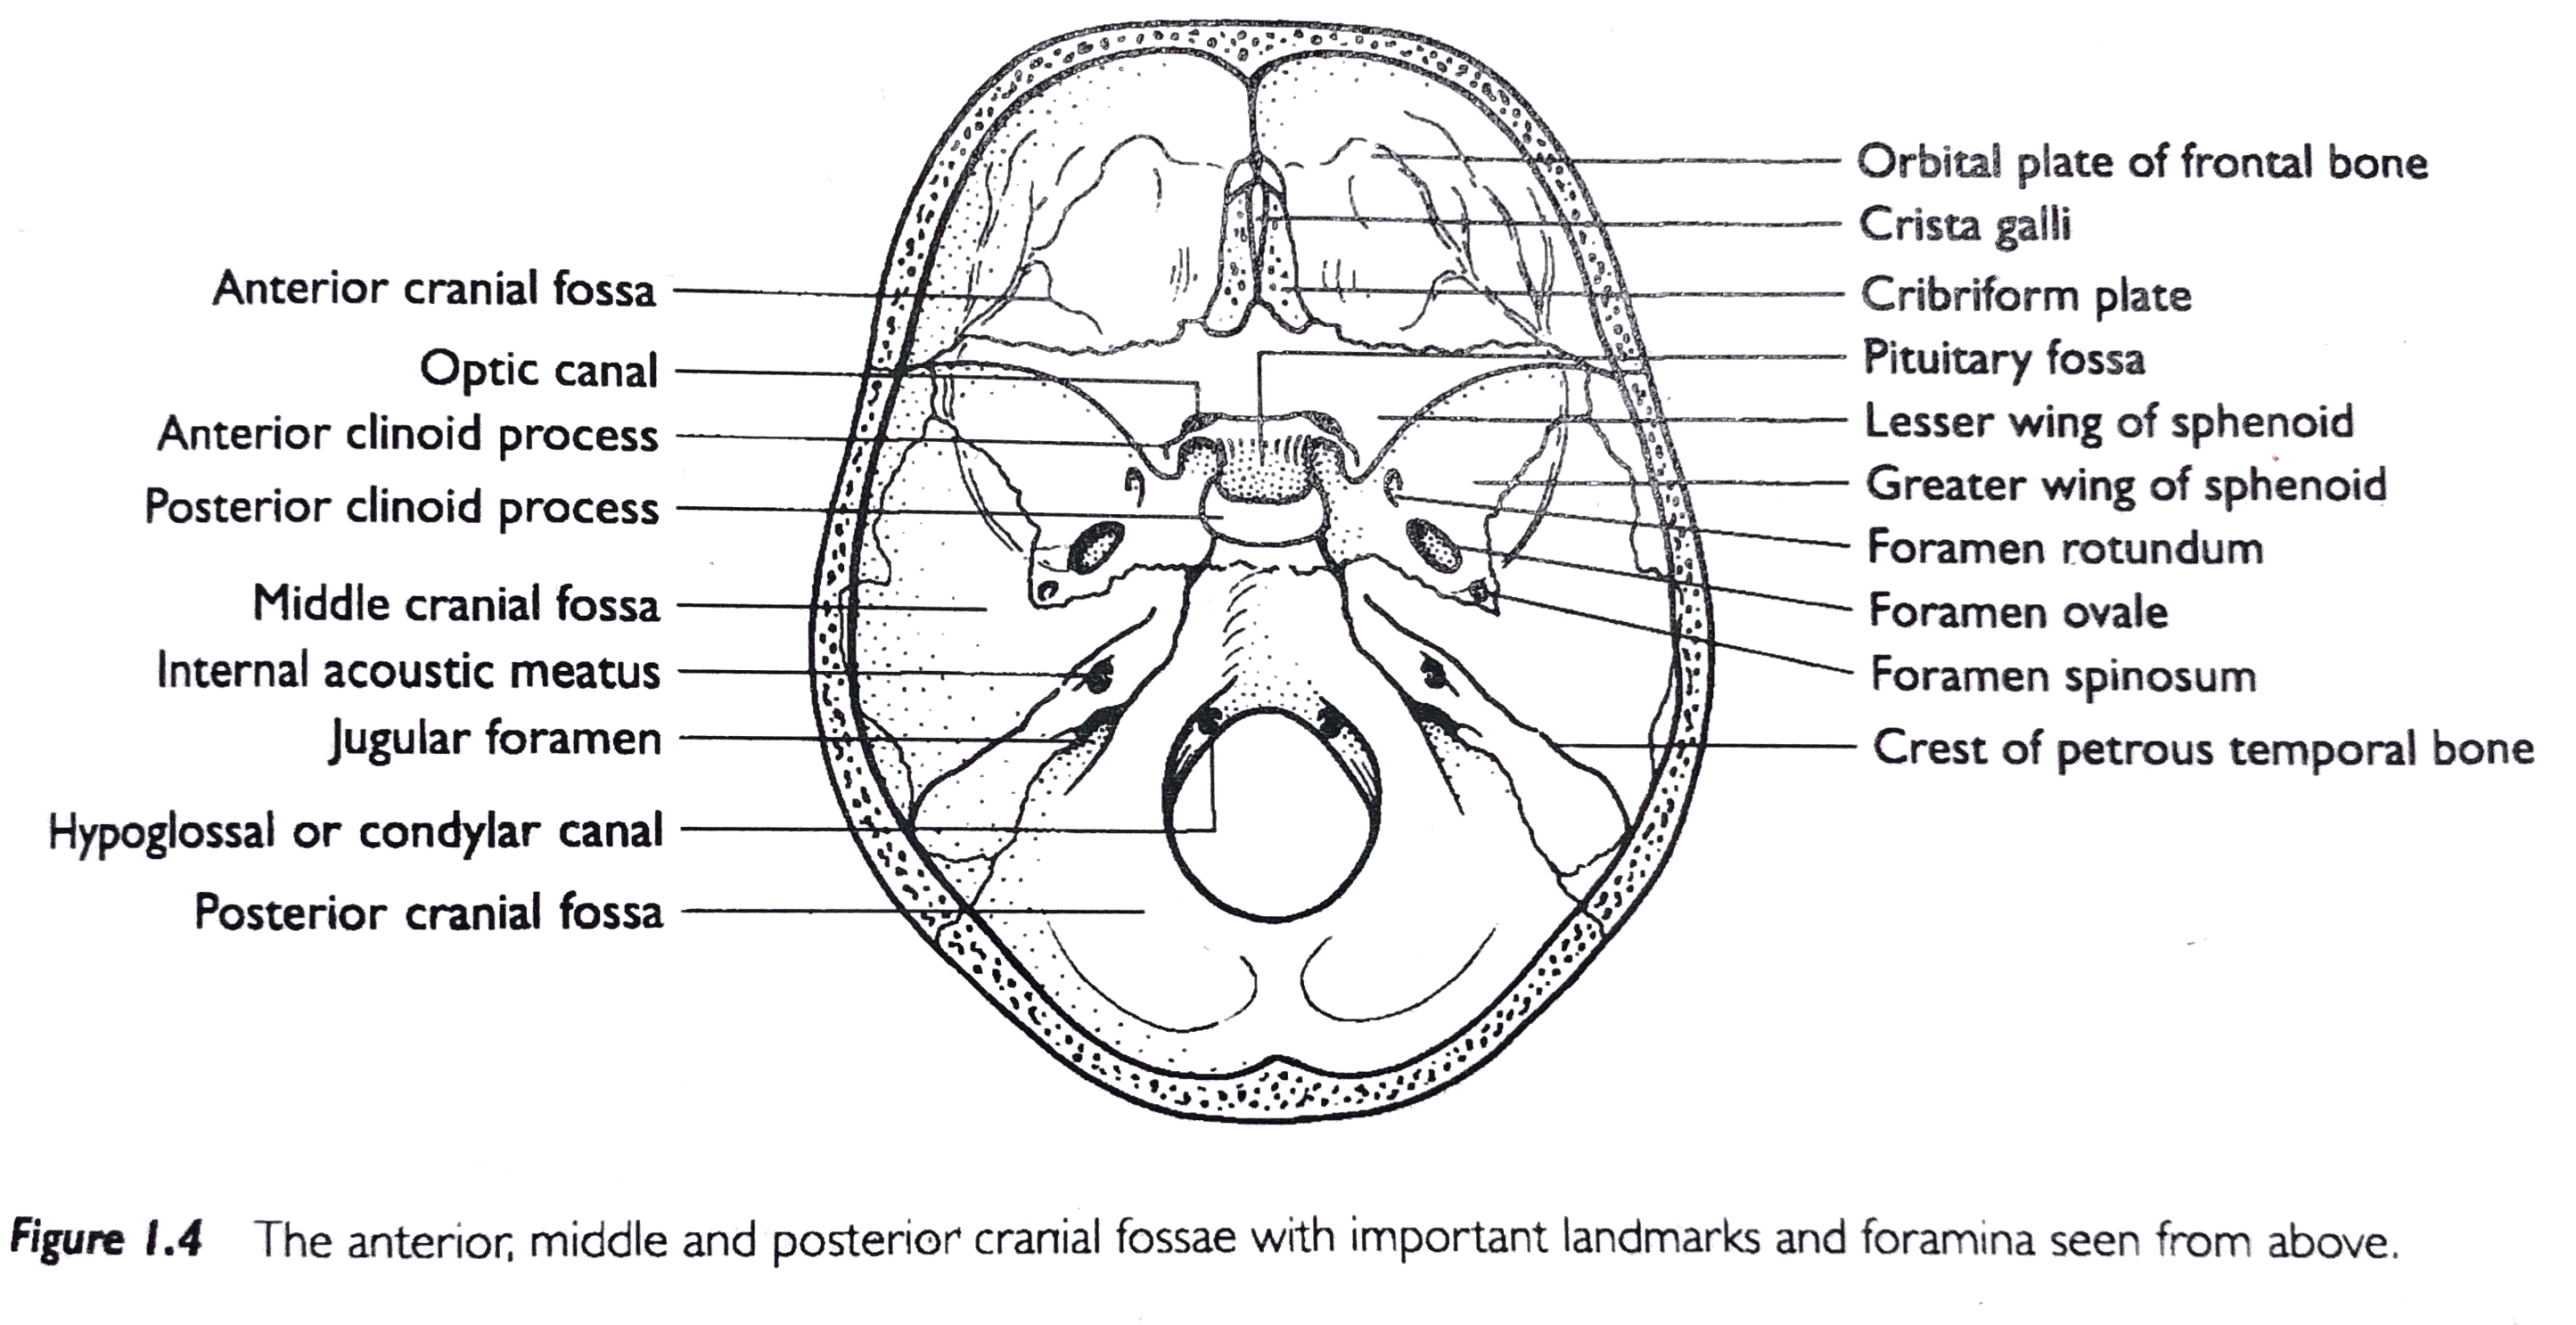 Anterior cranial fossa
Optic canal
Anterior clinoid process
Posterior clinoid process
Middle cranial fossa
Internal acoustic meatus
Jugular foramen
Hypoglossal or condylar canal
Posterior cranial fossa
Orbital plate of frontal bone
Crista galli
Cribriform plate
Pituitary fossa
Lesser wing of sphenoid
Greater wing of sphenoid
Foramen rotundum
Foramen ovale
Foramen spinosum
Crest of petrous temporal bone
Figure 1.4 The anterior, middle and posterior cranial fossae with important landmarks and foramina seen from above.